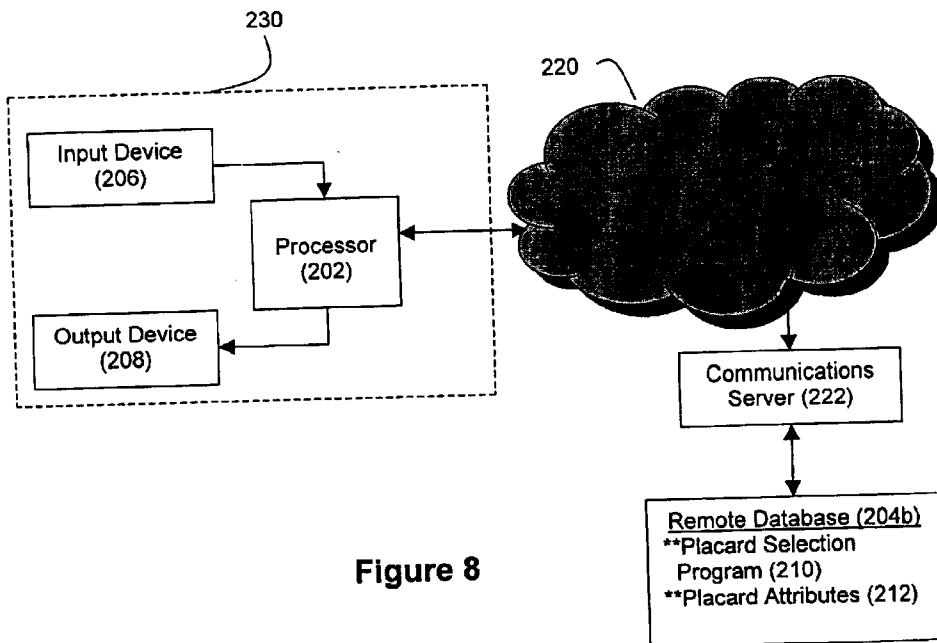 230
220
Input Device
(206)
Processor
(202)
Output Device
(208)
Communications
Server (222)
Remote Database (204b)
**Placard Selection
Program (210)
**Placard Attributes (212)
Figure 8